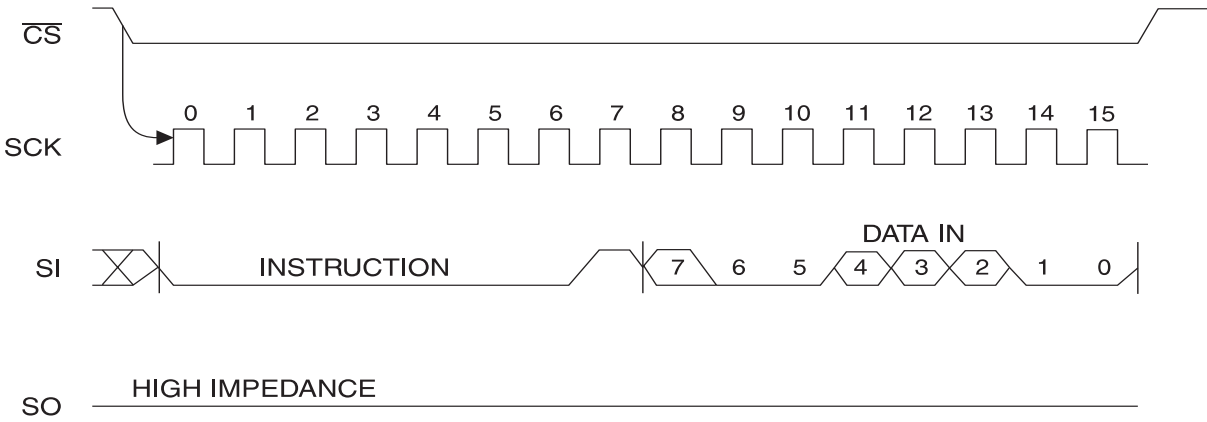 CS
0 1 2 3 4 5 6 7 8 9 10 11 12 13 14 15
SCK
DATA IN
SI INSTRUCTION 7 6 5 4 3 2 1 0
HIGH IMPEDANCE
SO